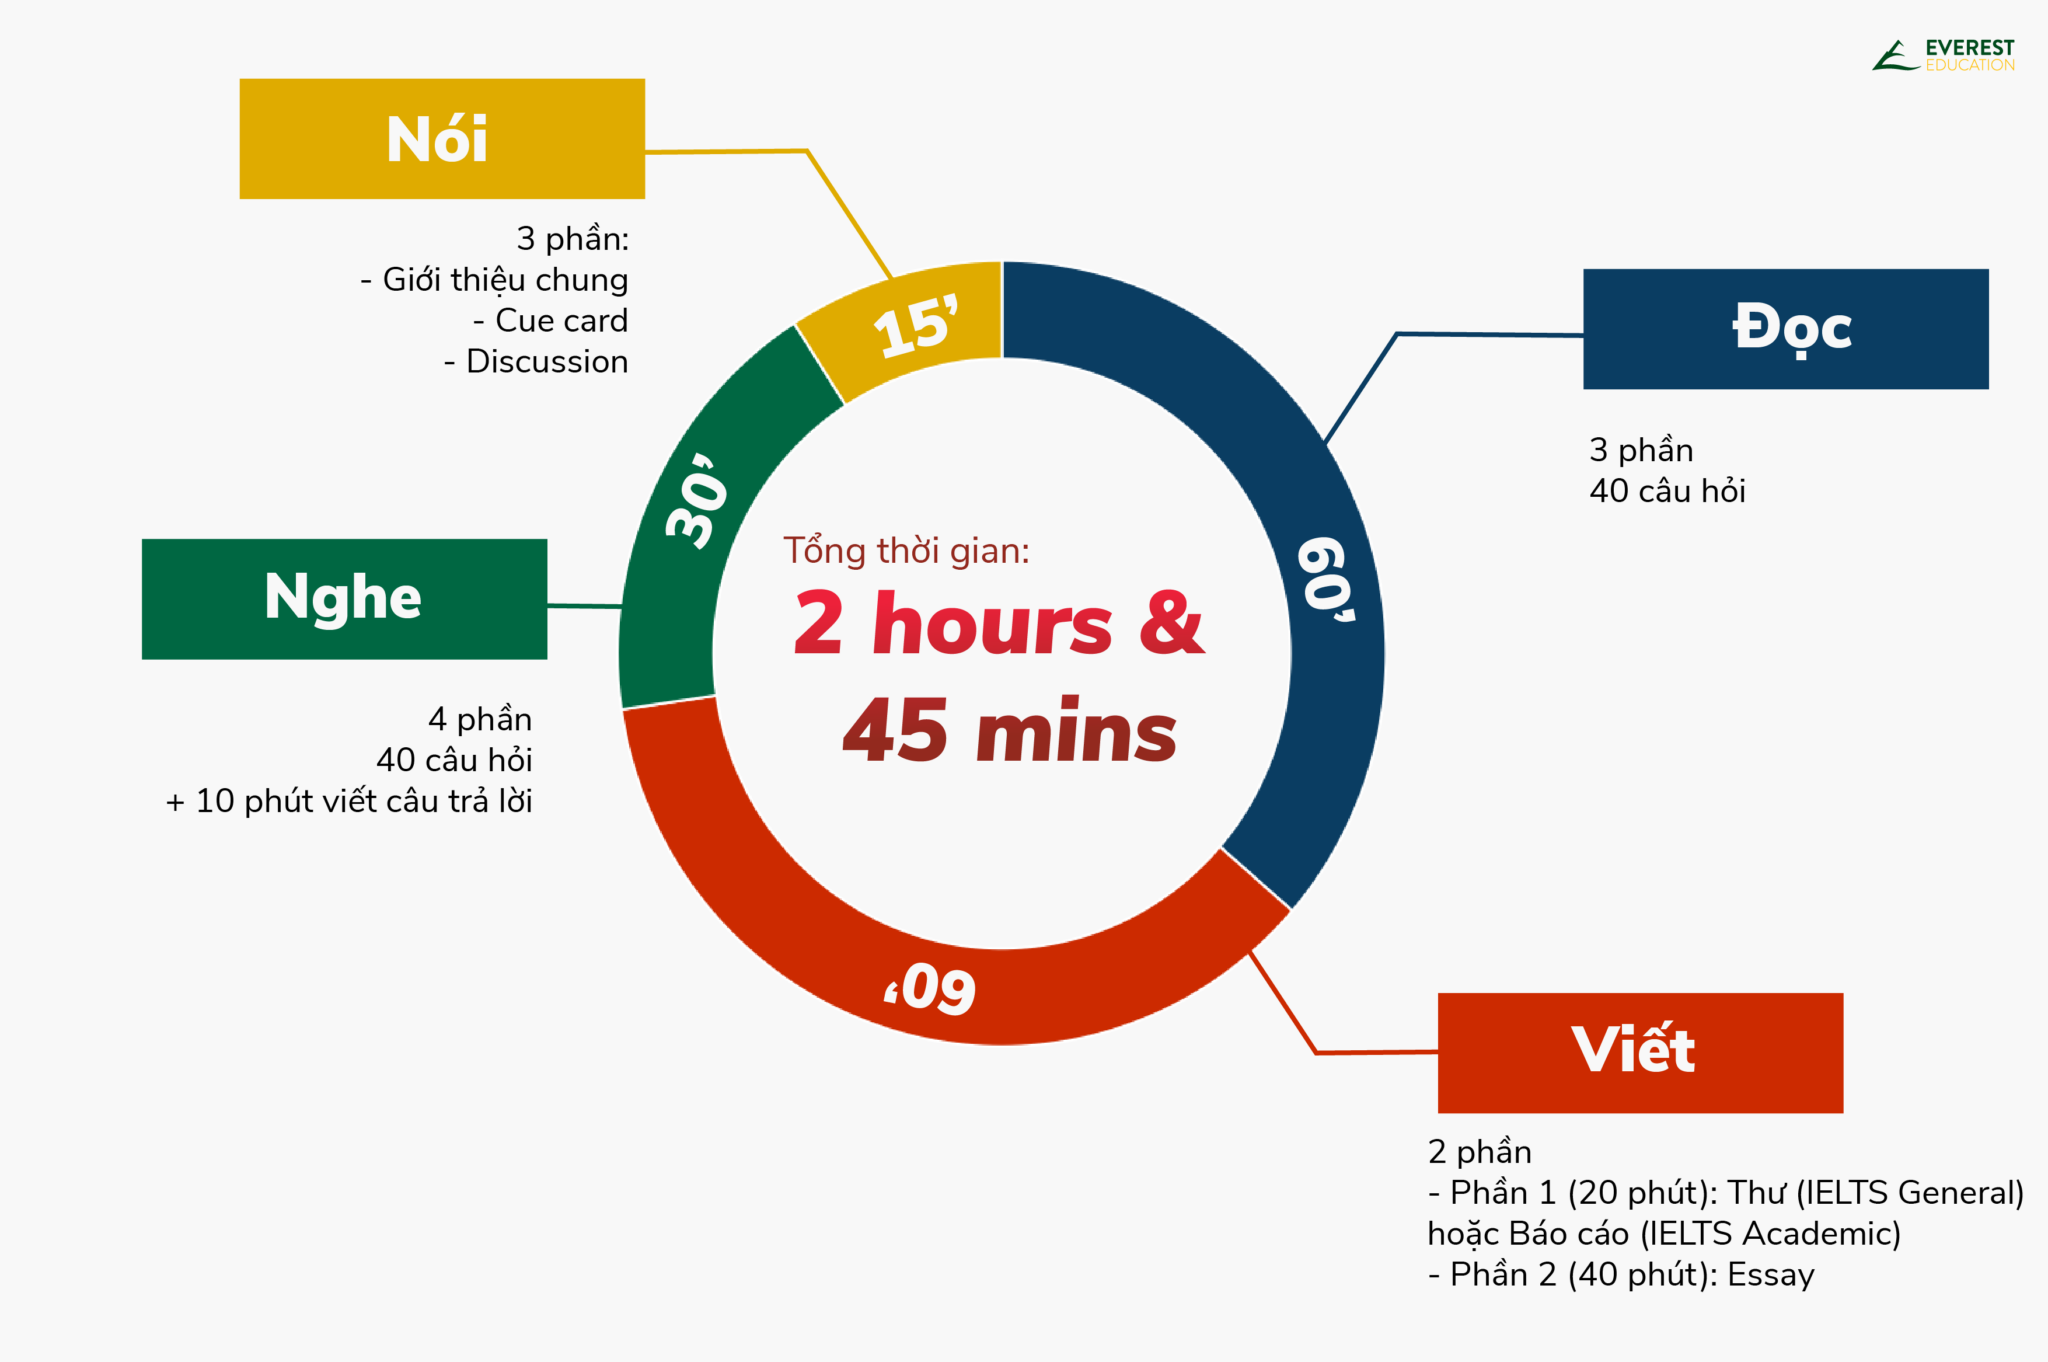 EVEREST
EDUCATION
Nói
3 phần:
- Giới thiệu chung
- Cue card
- Discussion
15’
Đọc
3 phần
40 câu hỏi
60’
30’
Nghe
4 phần
40 câu hỏi
+ 10 phút viết câu trả lời
Tổng thời gian:
2 hours &
45 mins
60’
Viết
2 phần
- Phần 1 (20 phút): Thư (IELTS General)
hoặc Báo cáo (IELTS Academic)
- Phần 2 (40 phút): Essay